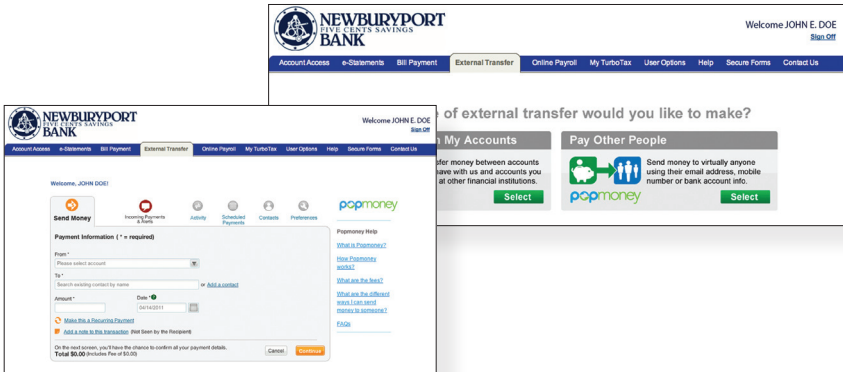 NEWBURYPORT
FIVE CENTS SAVINGS
BANK
Welcome JOHN E. DOE
Sign Off
Account Access e-Statements Bill Payment External Transfer Online Payroll My TurboTax User Options Help Secure Forms Contact Us
of external transfer would you like to make?
My Accounts
sfer money between accounts
have with us and accounts you
at other financial institutions.
Select
Pay Other People
Send money to virtually anyone
using their email address, mobile
number or bank account info.
popmoney
Select
NEWBURYPORT
FIVE CENTS SAVINGS
BANK
Welcome JOHN E. DOE
Sign Off
Account Access e-Statements Bill Payment External Transfer Online Payroll My TurboTax User Options Help Secure Forms Contact Us
Welcome, JOHN DOE!
Send Money
Incoming Payments
& Alerts
Activity
Scheduled
Payments
Contacts
Preferences
popmoney
Payment Information ( * = required)
From *
Please select account
To *
Search existing contact by name
or Add a contact
Amount *
Date *
04/14/2011
Make this a Recurring Payment
Add a note to this transaction (Not Seen by the Recipient)
On the next screen, you'll have the chance to confirm all your payment details.
Total $0.00 (Includes Fee of $0.00)
Cancel
Continue
Popmoney Help
What is Popmoney?
How Popmoney
works?
What are the fees?
What are the different
ways I can send
money to someone?
FAQs